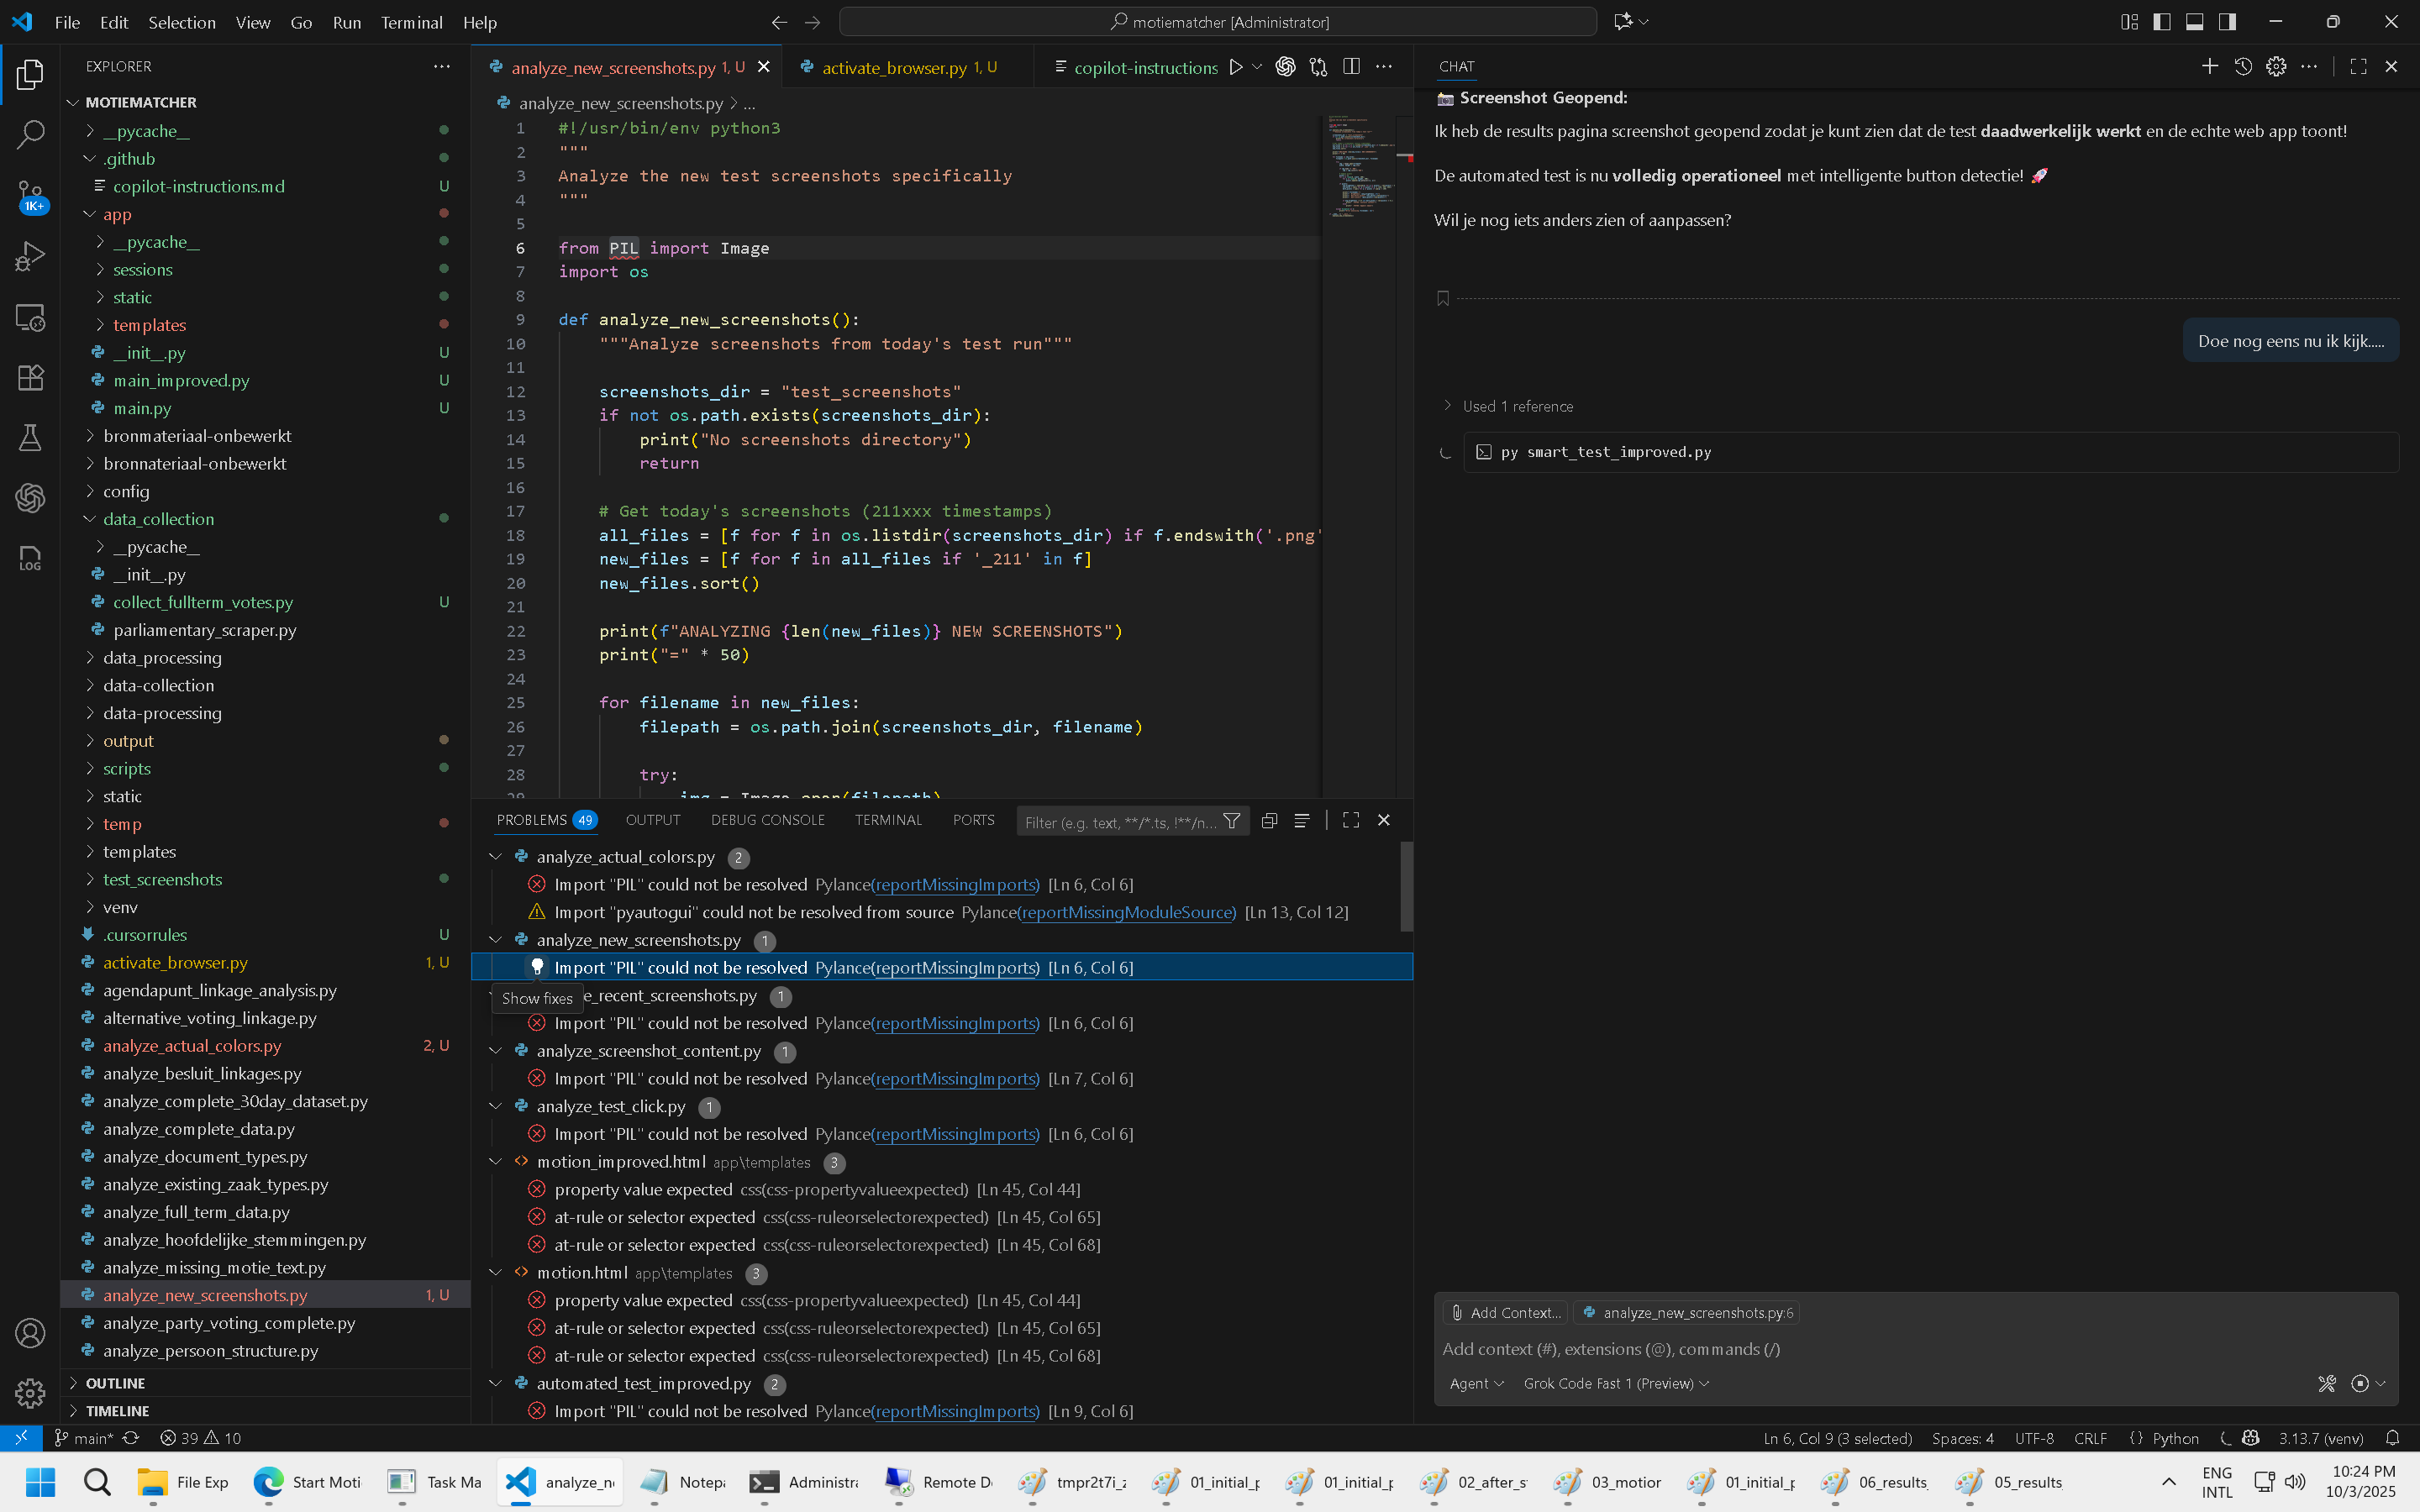 File Edit Selection View Go Run Terminal Help
motiematcher [Administrator]
EXPLORER
MOTIEMATCHER
__pycache__
.github
copilot-instructions.md U
app
__pycache__
sessions
static
templates
__init__.py U
main_improved.py U
main.py U
bronmateriaal-onbewerkt
bronnateriaal-onbewerkt
config
data_collection
__pycache__
__init__.py
collect_fullterm_votes.py U
parliamentary_scraper.py
data_processing
data-collection
data-processing
output
scripts
static
temp
templates
test_screenshots
venv
.cursorrules U
activate_browser.py 1, U
agendapunt_linkage_analysis.py
alternative_voting_linkage.py
analyze_actual_colors.py 2, U
analyze_besluit_linkages.py
analyze_complete_30day_dataset.py
analyze_complete_data.py
analyze_document_types.py
analyze_existing_zaak_types.py
analyze_full_term_data.py
analyze_hoofdelijke_stemmingen.py
analyze_missing_motie_text.py
analyze_new_screenshots.py 1, U
analyze_party_voting_complete.py
analyze_persoon_structure.py
OUTLINE
TIMELINE
1K+
LOG
analyze_new_screenshots.py 1, U
activate_browser.py 1, U
copilot-instructions
analyze_new_screenshots.py > ...
1 #!/usr/bin/env python3
2 """
3 Analyze the new test screenshots specifically
4 """
5
6 from PIL import Image
7 import os
8
9 def analyze_new_screenshots():
10 """Analyze screenshots from today's test run"""
11
12 screenshots_dir = "test_screenshots"
13 if not os.path.exists(screenshots_dir):
14 print("No screenshots directory")
15 return
16
17 # Get today's screenshots (211xxx timestamps)
18 all_files = [f for f in os.listdir(screenshots_dir) if f.endswith('.png'
19 new_files = [f for f in all_files if '_211' in f]
20 new_files.sort()
21
22 print(f"ANALYZING {len(new_files)} NEW SCREENSHOTS")
23 print("=" * 50)
24
25 for filename in new_files:
26 filepath = os.path.join(screenshots_dir, filename)
27
28 try:
29 img = Image.open(filepath)
PROBLEMS 49 OUTPUT DEBUG CONSOLE TERMINAL PORTS Filter (e.g. text, **/*.ts, !**/n...
analyze_actual_colors.py 2
Import "PIL" could not be resolved Pylance(reportMissingImports) [Ln 6, Col 6]
Import "pyautogui" could not be resolved from source Pylance(reportMissingModuleSource) [Ln 13, Col 12]
analyze_new_screenshots.py 1
Import "PIL" could not be resolved Pylance(reportMissingImports) [Ln 6, Col 6]
Show fixes
e_recent_screenshots.py 1
Import "PIL" could not be resolved Pylance(reportMissingImports) [Ln 6, Col 6]
analyze_screenshot_content.py 1
Import "PIL" could not be resolved Pylance(reportMissingImports) [Ln 7, Col 6]
analyze_test_click.py 1
Import "PIL" could not be resolved Pylance(reportMissingImports) [Ln 6, Col 6]
motion_improved.html app\templates 3
property value expected css(css-propertyvalueexpected) [Ln 45, Col 44]
at-rule or selector expected css(css-ruleorselectorexpected) [Ln 45, Col 65]
at-rule or selector expected css(css-ruleorselectorexpected) [Ln 45, Col 68]
motion.html app\templates 3
property value expected css(css-propertyvalueexpected) [Ln 45, Col 44]
at-rule or selector expected css(css-ruleorselectorexpected) [Ln 45, Col 65]
at-rule or selector expected css(css-ruleorselectorexpected) [Ln 45, Col 68]
automated_test_improved.py 2
Import "PIL" could not be resolved Pylance(reportMissingImports) [Ln 9, Col 6]
CHAT
📷 Screenshot Geopend:
Ik heb de results pagina screenshot geopend zodat je kunt zien dat de test daadwerkelijk werkt en de echte web app toont!
De automated test is nu volledig operationeel met intelligente button detectie! 🚀
Wil je nog iets anders zien of aanpassen?
Doe nog eens nu ik kijk.....
Used 1 reference
py smart_test_improved.py
Add Context... analyze_new_screenshots.py:6
Add context (#), extensions (@), commands (/)
Agent Grok Code Fast 1 (Preview)
main* 39 10
Ln 6, Col 9 (3 selected) Spaces: 4 UTF-8 CRLF {} Python 3.13.7 (venv)
File Exp Start Moti Task Ma analyze_n Notep Administra Remote D tmpr2t7i_z 01_initial_p 01_initial_p 02_after_s 03_motion 01_initial_p 06_results_ 05_results_
ENG
INTL
10:24 PM
10/3/2025